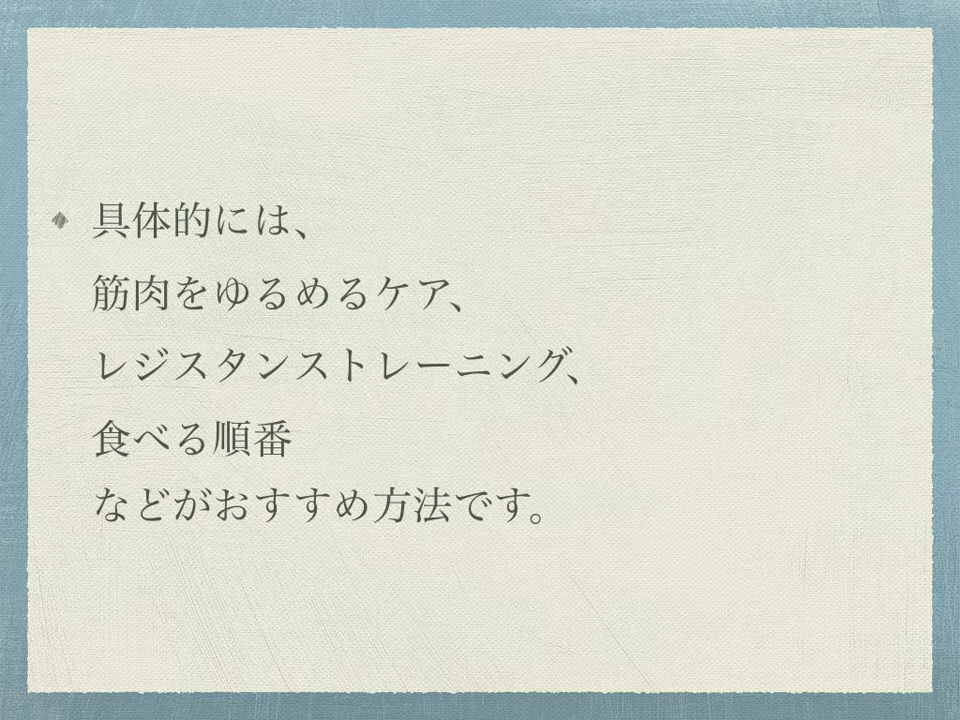 具体的には、
筋肉をゆるめるケア、
レジスタンストレーニング、
食べる順番
などがおすすめ方法です。